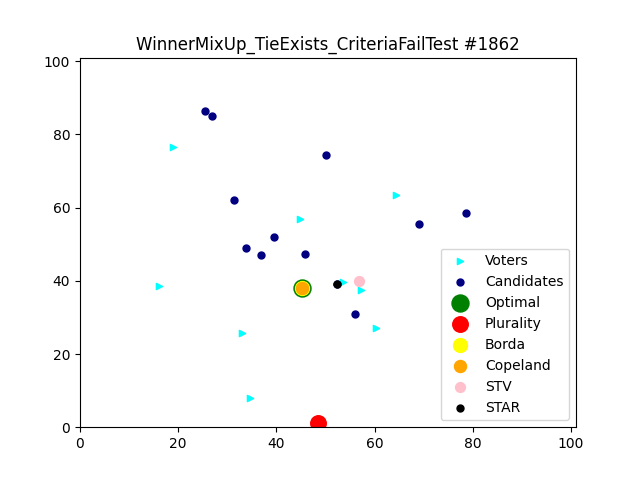 WinnerMixUp_TieExists_CriteriaFailTest #1862
100
80
60
40
20
0
0 20 40 60 80 100
Voters
Candidates
Optimal
Plurality
Borda
Copeland
STV
STAR